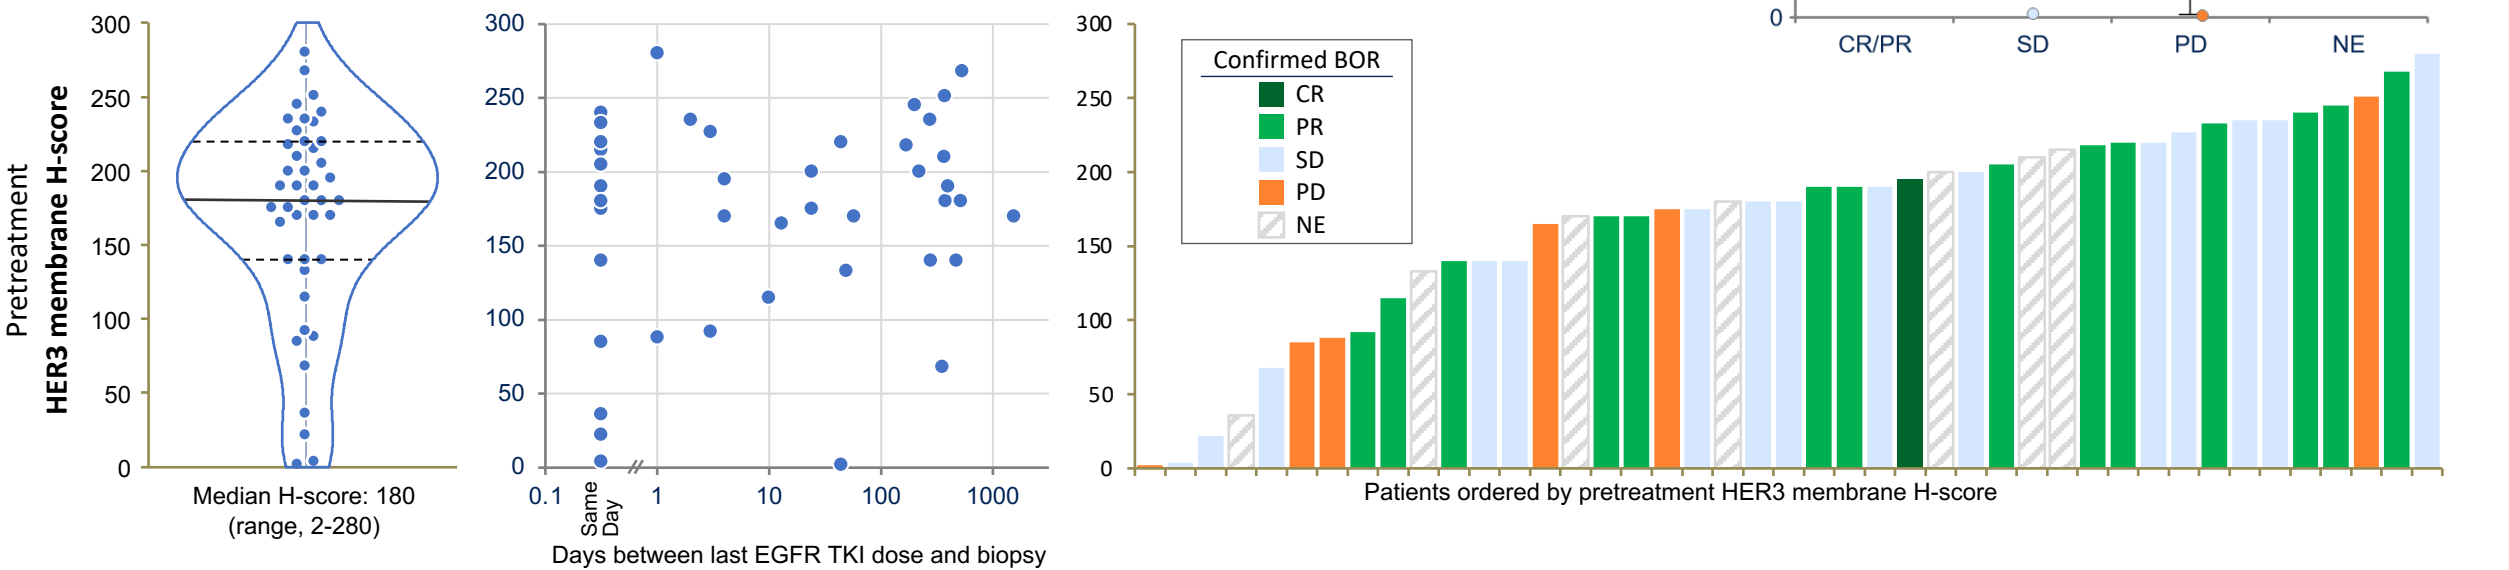 Pretreatment
HER3 membrane H-score
300
250
200
150
100
50
0
Median H-score: 180
(range, 2-280)
300
250
200
150
100
50
0
0.1
Same
Day
1
10
100
1000
Days between last EGFR TKI dose and biopsy
0
CR/PR
SD
PD
NE
300
250
200
150
100
50
0
Confirmed BOR
CR
PR
SD
PD
NE
Patients ordered by pretreatment HER3 membrane H-score